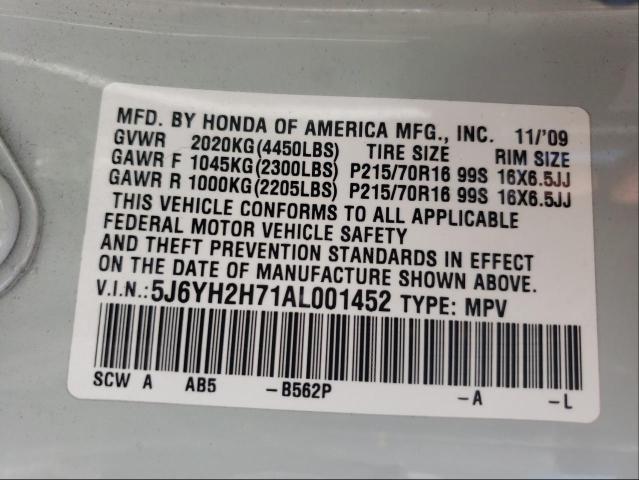 MFD. BY HONDA OF AMERICA MFG., INC. 11/'09
GVWR 2020KG(4450LBS) TIRE SIZE RIM SIZE
GAWR F 1045KG(2300LBS) P215/70R16 99S 16X6.5JJ
GAWR R 1000KG(2205LBS) P215/70R16 99S 16X6.5JJ
THIS VEHICLE CONFORMS TO ALL APPLICABLE
FEDERAL MOTOR VEHICLE SAFETY
AND THEFT PREVENTION STANDARDS IN EFFECT
ON THE DATE OF MANUFACTURE SHOWN ABOVE.
V.I.N.:5J6YH2H71AL001452 TYPE: MPV
SCW A AB5 -B562P -A -L